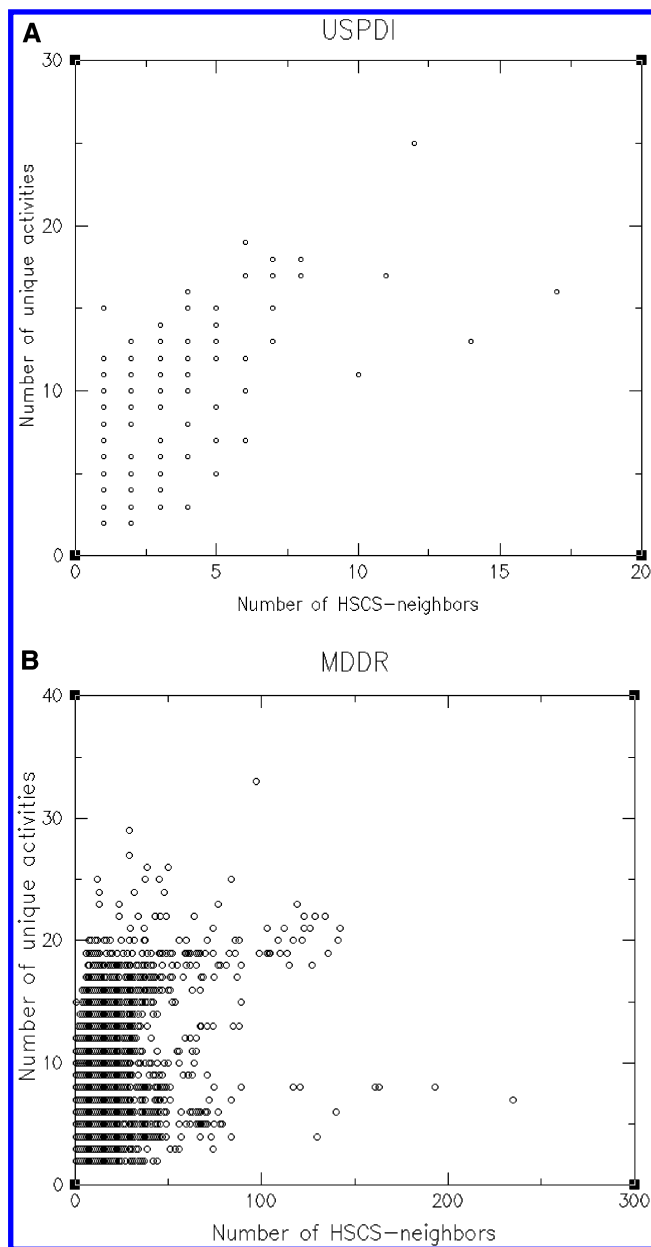 A
USPDI
30
20
10
0
Number of unique activities
0 5 10 15 20
Number of HSCS-neighbors
B
MDDR
40
30
20
10
0
Number of unique activities
0 100 200 300
Number of HSCS-neighbors